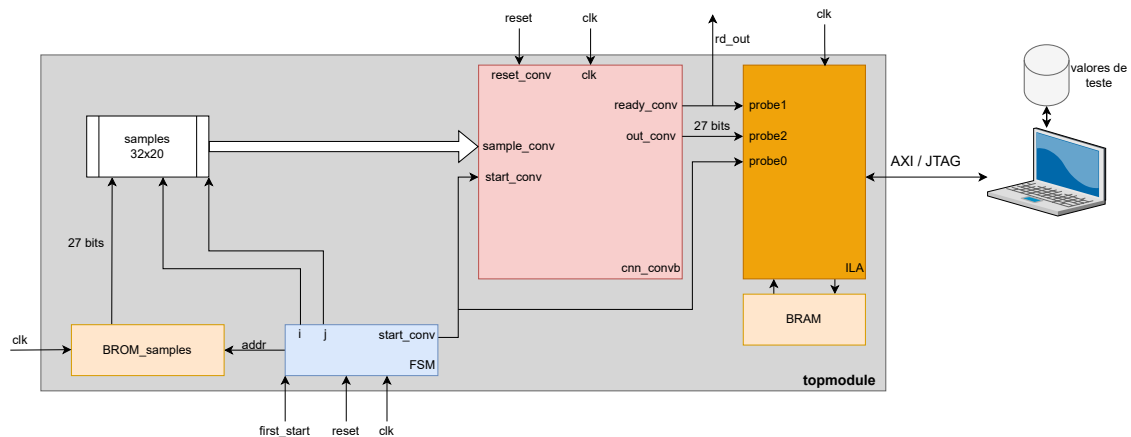 reset
clk
clk
rd_out
reset_conv
clk
ready_conv
probe1
valores de
teste
samples
32x20
27 bits
out_conv
probe2
sample_conv
probe0
start_conv
AXI / JTAG
27 bits
cnn_convb
ILA
BRAM
i
j
start_conv
clk
BROM_samples
addr
FSM
topmodule
first_start
reset
clk